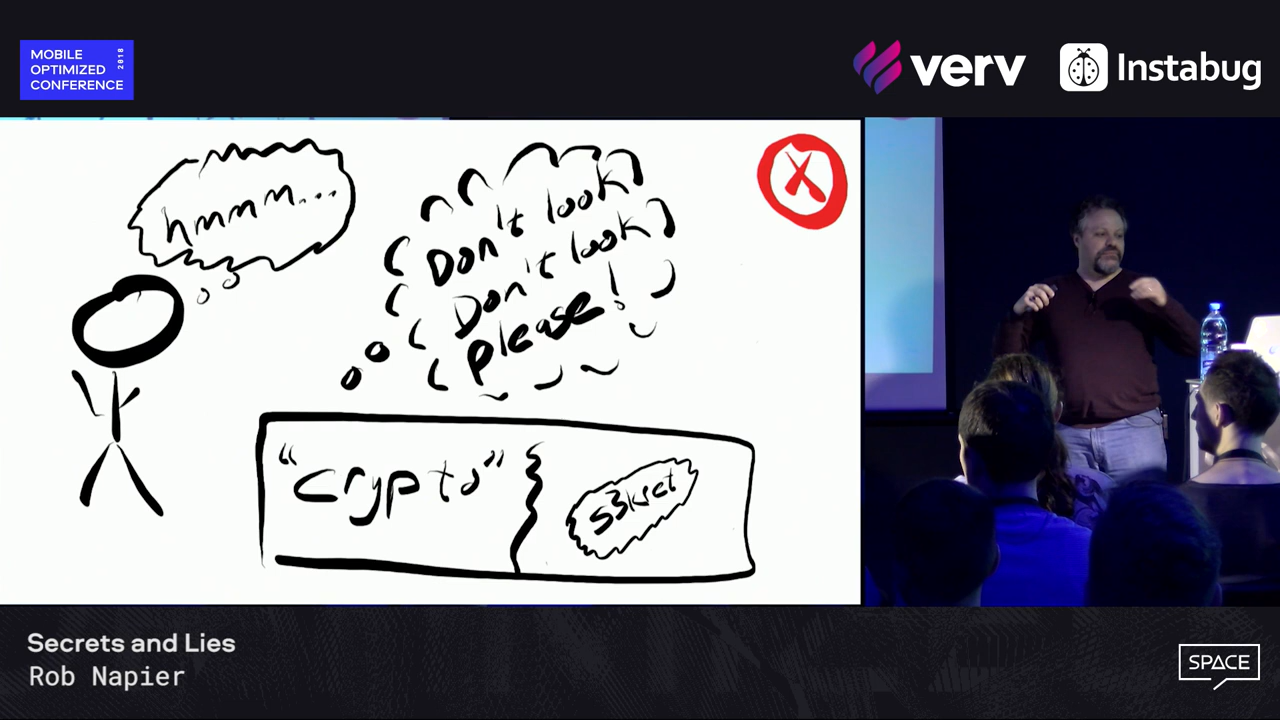 MOBILE
OPTIMIZED
CONFERENCE
2018
verv
Instabug
hmmm...
Don't look
Don't look
please!
"crypto"
s3kret
X
Secrets and Lies
Rob Napier
SPACE